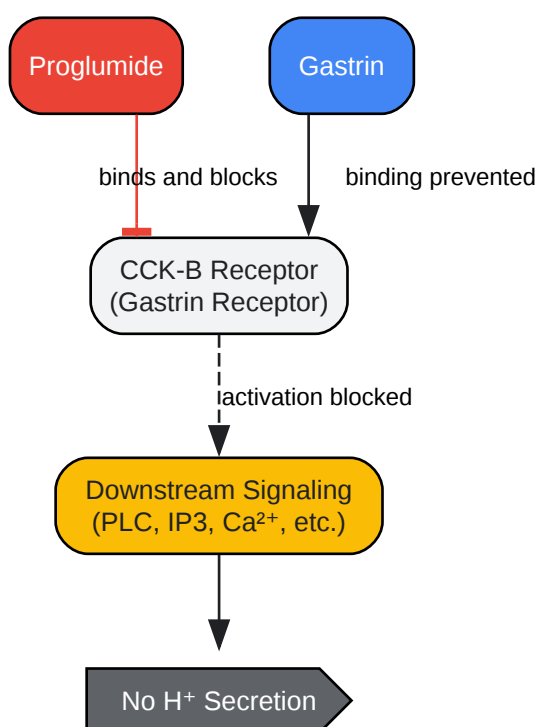 Proglumide
Gastrin
binds and blocks
binding prevented
CCK-B Receptor
(Gastrin Receptor)
activation blocked
Downstream Signaling
(PLC, IP3, Ca²⁺, etc.)
No H⁺ Secretion